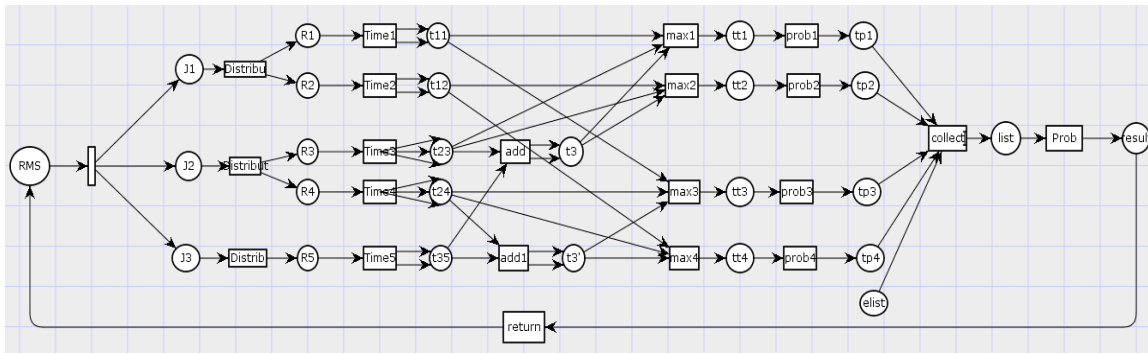 R1 Time1 t11 max1 tt1 prob1 tp1
J1 Distribu
R2 Time2 t12 max2 tt2 prob2 tp2
RMS J2 Distribut R3 Time3 t23 add t3 collect list Prob resul
R4 Time4 t24 max3 tt3 prob3 tp3
J3 Distrib R5 Time5 t35 add1 t3' max4 tt4 prob4 tp4
elist
return